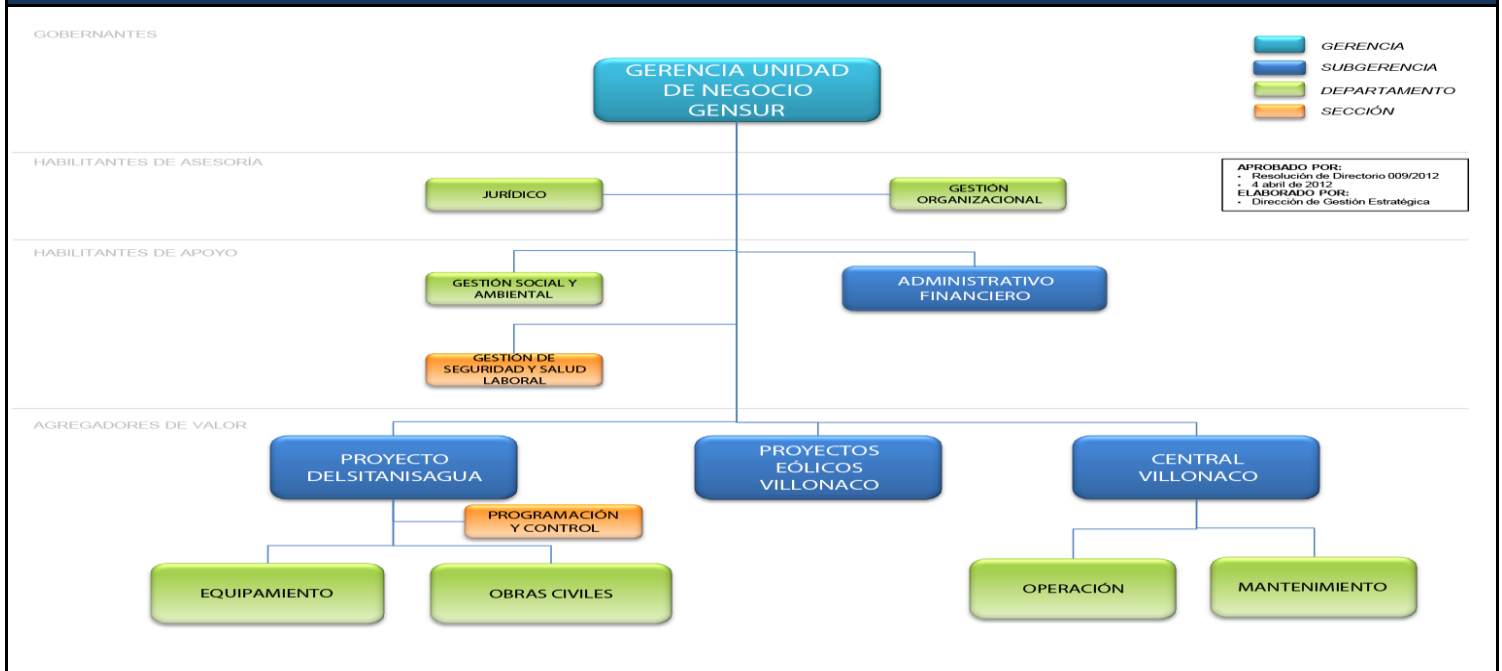 GOBERNANTES
GERENCIA UNIDAD
DE NEGOCIO
GENSUR
GERENCIA
SUBGERENCIA
DEPARTAMENTO
SECCIÓN
HABILITANTES DE ASESORÍA
JURÍDICO
GESTIÓN
ORGANIZACIONAL
APROBADO POR:
- Resolución de Directorio 009/2012
- 4 abril de 2012
ELABORADO POR:
- Dirección de Gestión Estratégica
HABILITANTES DE APOYO
GESTIÓN SOCIAL Y
AMBIENTAL
ADMINISTRATIVO
FINANCIERO
GESTIÓN DE
SEGURIDAD Y SALUD
LABORAL
AGREGADORES DE VALOR
PROYECTO
DELSITANISAGUA
PROYECTOS
EÓLICOS
VILLONACO
CENTRAL
VILLONACO
PROGRAMACIÓN
Y CONTROL
EQUIPAMIENTO
OBRAS CIVILES
OPERACIÓN
MANTENIMIENTO